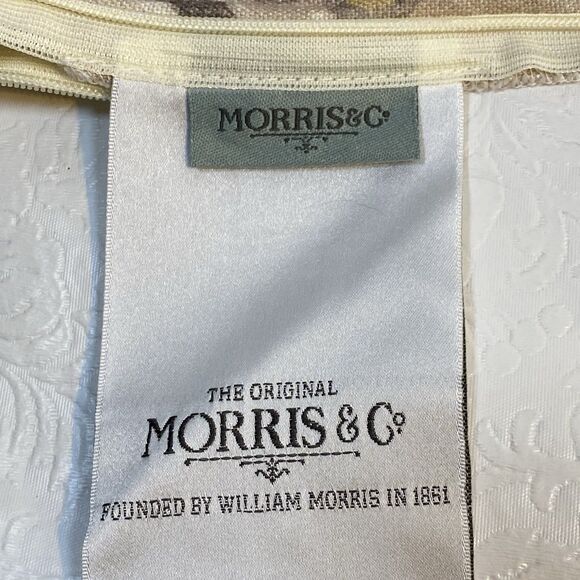 MORRIS&Co
THE ORIGINAL
MORRIS & Co
FOUNDED BY WILLIAM MORRIS IN 1861